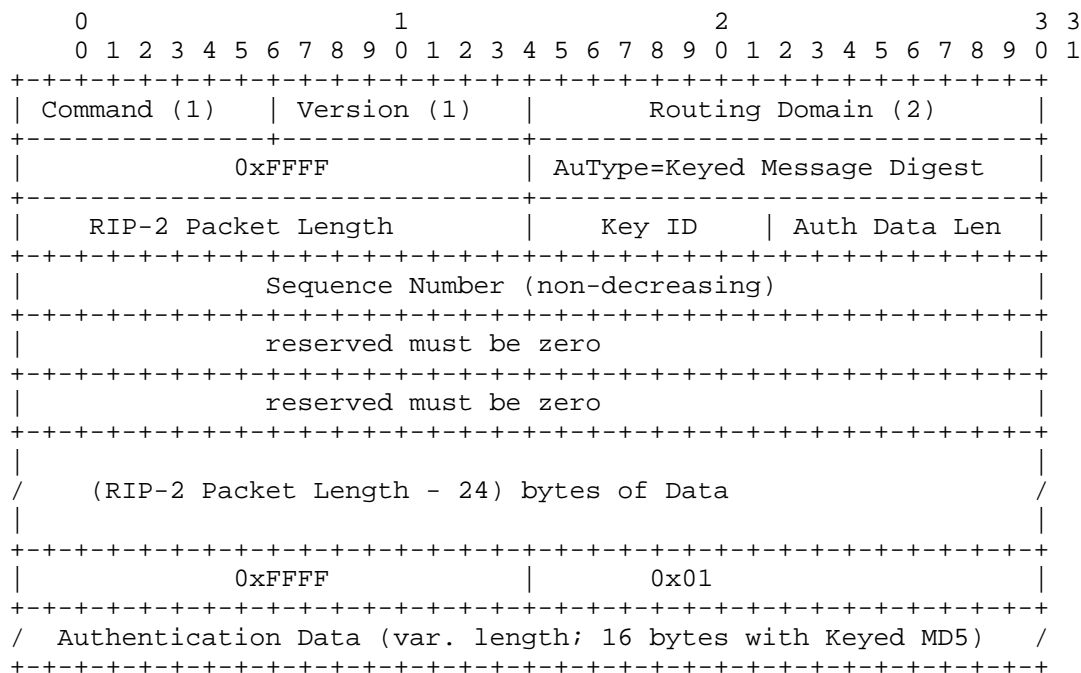 0                   1                   2                   3 3
0 1 2 3 4 5 6 7 8 9 0 1 2 3 4 5 6 7 8 9 0 1 2 3 4 5 6 7 8 9 0 1
+-+-+-+-+-+-+-+-+-+-+-+-+-+-+-+-+-+-+-+-+-+-+-+-+-+-+-+-+-+-+-+-+
| Command (1)   | Version (1)   |       Routing Domain (2)      |
+---------------+---------------+-------------------------------+
|             0xFFFF            | AuType=Keyed Message Digest   |
+-------------------------------+-------------------------------+
|    RIP-2 Packet Length        |    Key ID    | Auth Data Len  |
+-+-+-+-+-+-+-+-+-+-+-+-+-+-+-+-+-+-+-+-+-+-+-+-+-+-+-+-+-+-+-+-+
|               Sequence Number (non-decreasing)                |
+-+-+-+-+-+-+-+-+-+-+-+-+-+-+-+-+-+-+-+-+-+-+-+-+-+-+-+-+-+-+-+-+
|               reserved must be zero                           |
+-+-+-+-+-+-+-+-+-+-+-+-+-+-+-+-+-+-+-+-+-+-+-+-+-+-+-+-+-+-+-+-+
|               reserved must be zero                           |
+-+-+-+-+-+-+-+-+-+-+-+-+-+-+-+-+-+-+-+-+-+-+-+-+-+-+-+-+-+-+-+-+
|                                                               |
/    (RIP-2 Packet Length - 24) bytes of Data                   /
|                                                               |
+-+-+-+-+-+-+-+-+-+-+-+-+-+-+-+-+-+-+-+-+-+-+-+-+-+-+-+-+-+-+-+-+
|             0xFFFF            |       0x01                    |
+-+-+-+-+-+-+-+-+-+-+-+-+-+-+-+-+-+-+-+-+-+-+-+-+-+-+-+-+-+-+-+-+
/  Authentication Data (var. length; 16 bytes with Keyed MD5)   /
+-+-+-+-+-+-+-+-+-+-+-+-+-+-+-+-+-+-+-+-+-+-+-+-+-+-+-+-+-+-+-+-+